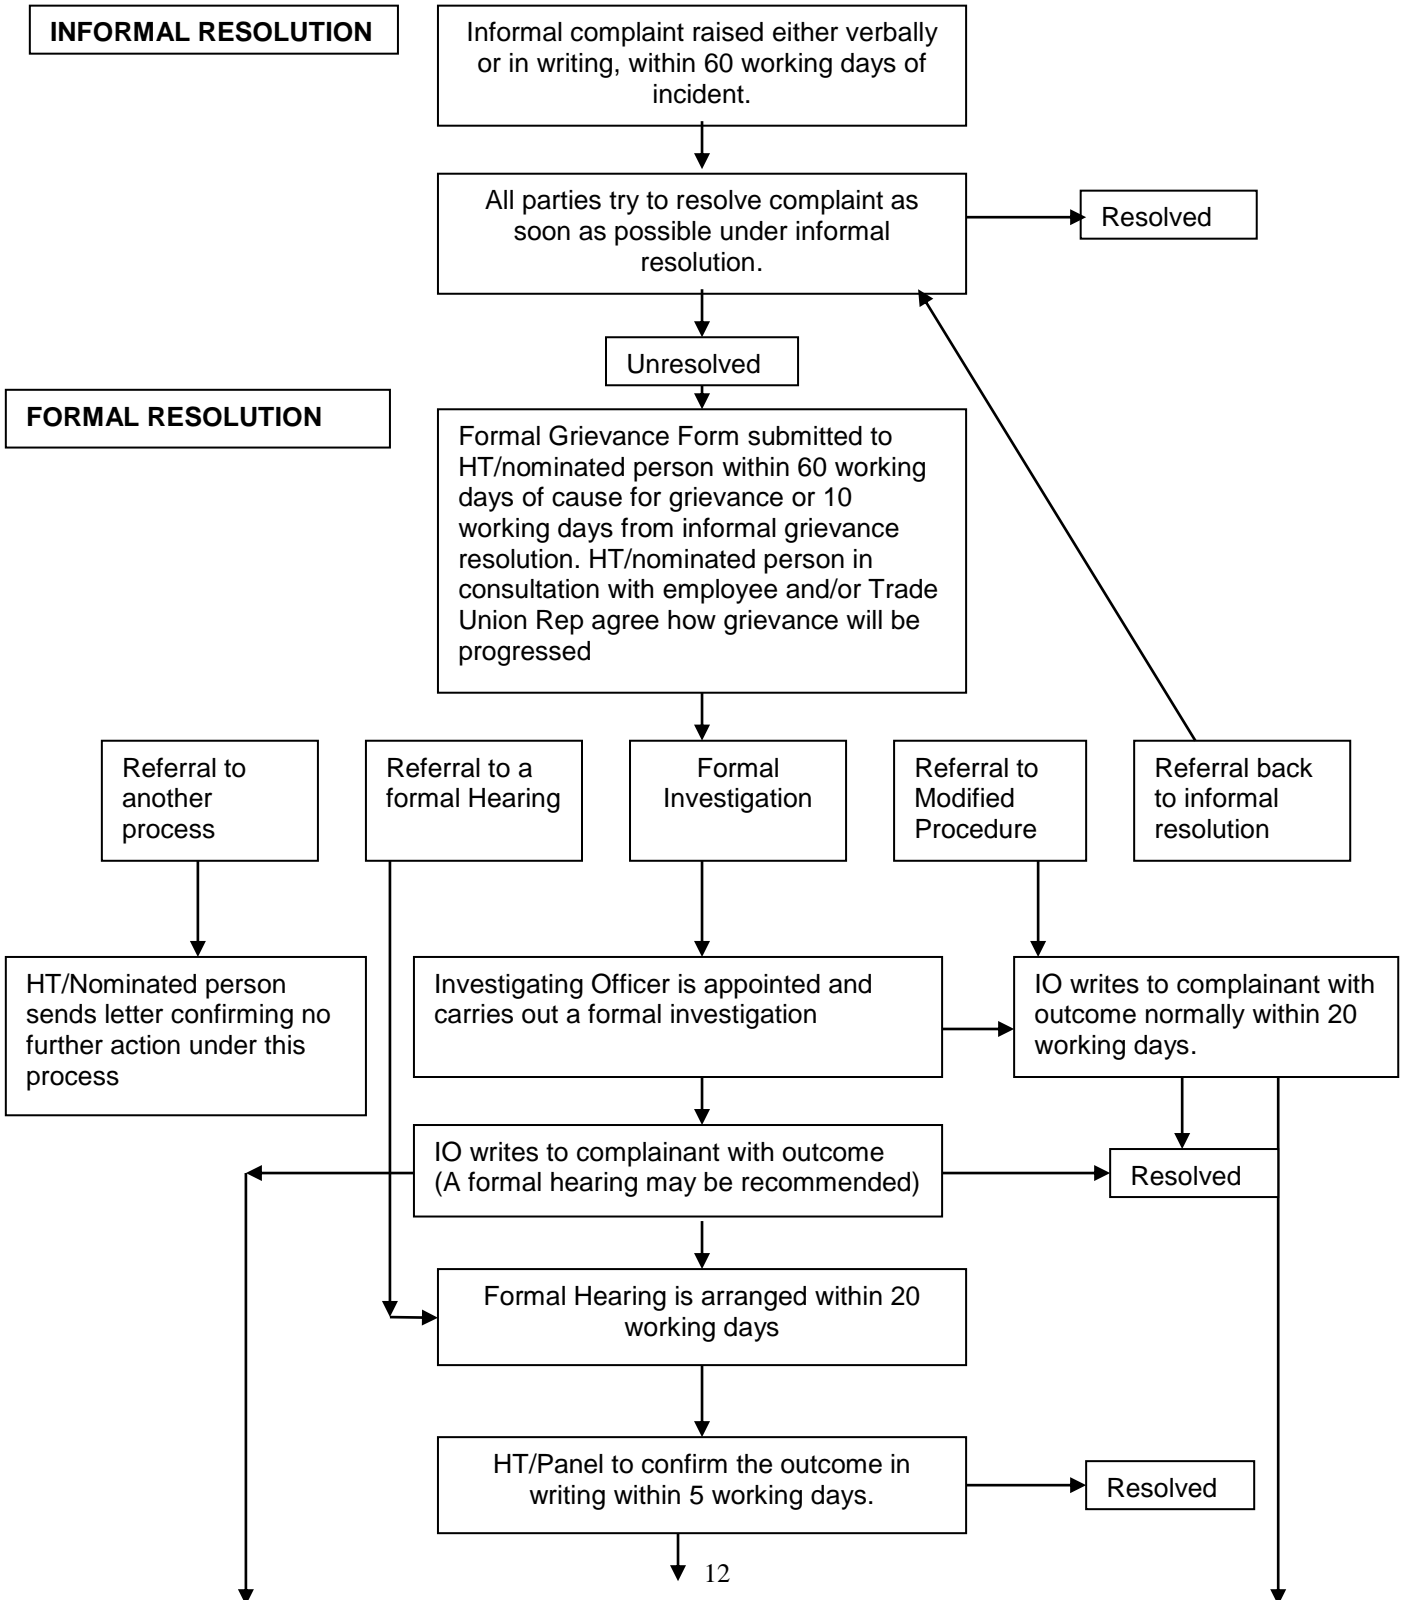 INFORMAL RESOLUTION
Informal complaint raised either verbally
or in writing, within 60 working days of
incident.
All parties try to resolve complaint as
soon as possible under informal
resolution.
Resolved
Unresolved
FORMAL RESOLUTION
Formal Grievance Form submitted to
HT/nominated person within 60 working
days of cause for grievance or 10
working days from informal grievance
resolution. HT/nominated person in
consultation with employee and/or Trade
Union Rep agree how grievance will be
progressed
Referral to
another
process
Referral to a
formal Hearing
Formal
Investigation
Referral to
Modified
Procedure
Referral back
to informal
resolution
HT/Nominated person
sends letter confirming no
further action under this
process
Investigating Officer is appointed and
carries out a formal investigation
IO writes to complainant with
outcome normally within 20
working days.
IO writes to complainant with outcome
(A formal hearing may be recommended)
Resolved
Formal Hearing is arranged within 20
working days
HT/Panel to confirm the outcome in
writing within 5 working days.
Resolved
12